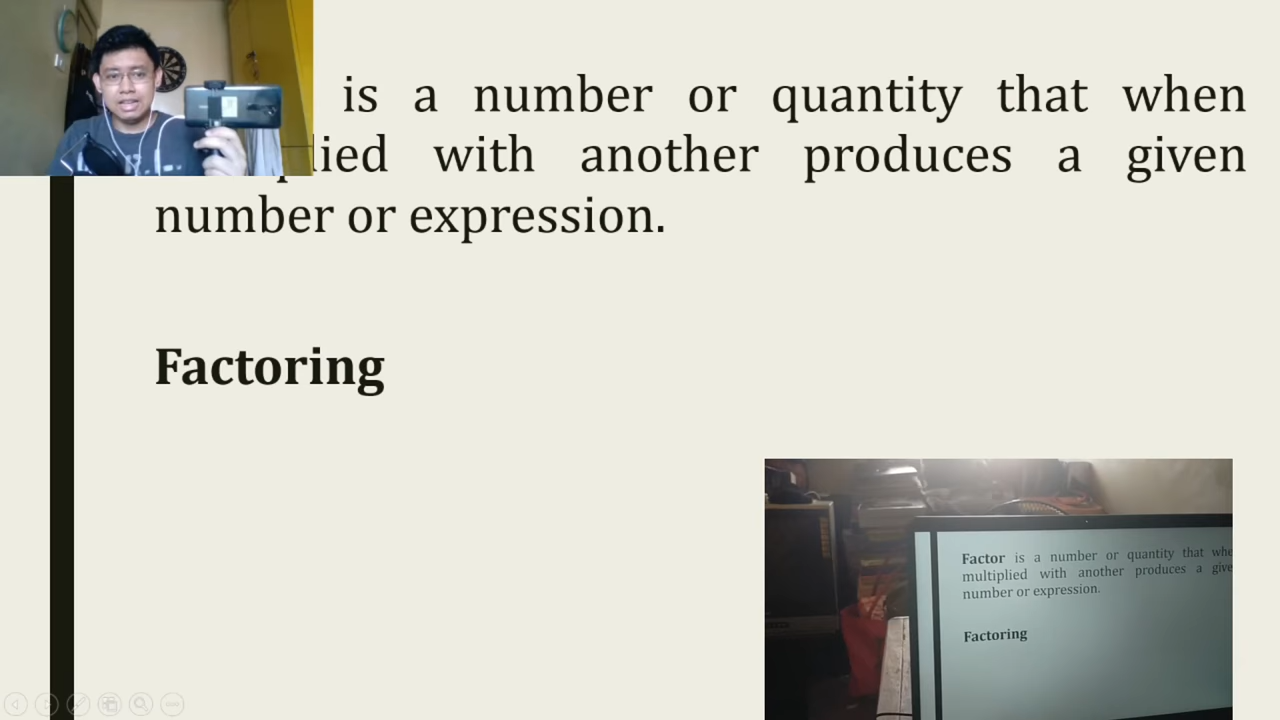 is a number or quantity that when
lied with another produces a given
number or expression.
Factoring
Factor is a number or quantity that whe
multiplied with another produces a give
number or expression.
Factoring